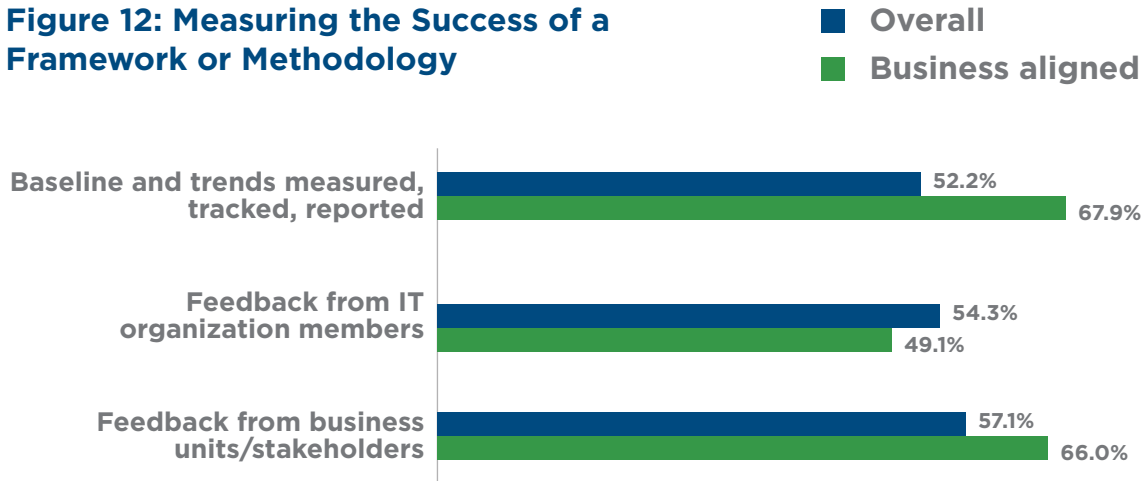 Figure 12: Measuring the Success of a
Framework or Methodology
Overall
Business aligned
Baseline and trends measured,
tracked, reported
52.2%
67.9%
Feedback from IT
organization members
54.3%
49.1%
Feedback from business
units/stakeholders
57.1%
66.0%